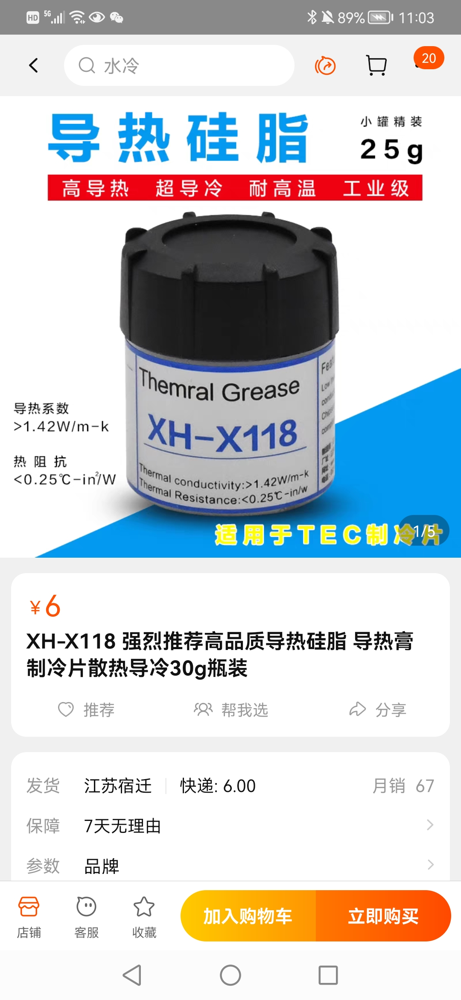 HD 5G 89% 11:03
水冷
20
导热硅脂
小罐精装
25g
高导热 超导冷 耐高温 工业级
Themral Grease
XH-X118
Thermal conductivity:>1.42W/m-k
Thermal Resistance:<0.25℃-in/w
导热系数
>1.42W/m-k
热阻抗
<0.25℃-in²/W
适用于TEC制冷片
1/5
¥6
XH-X118 强烈推荐高品质导热硅脂 导热膏
制冷片散热导冷30g瓶装
推荐 帮我选 分享
发货 江苏宿迁 快递: 6.00 月销 67
保障 7天无理由
参数 品牌
店铺 客服 收藏 加入购物车 立即购买